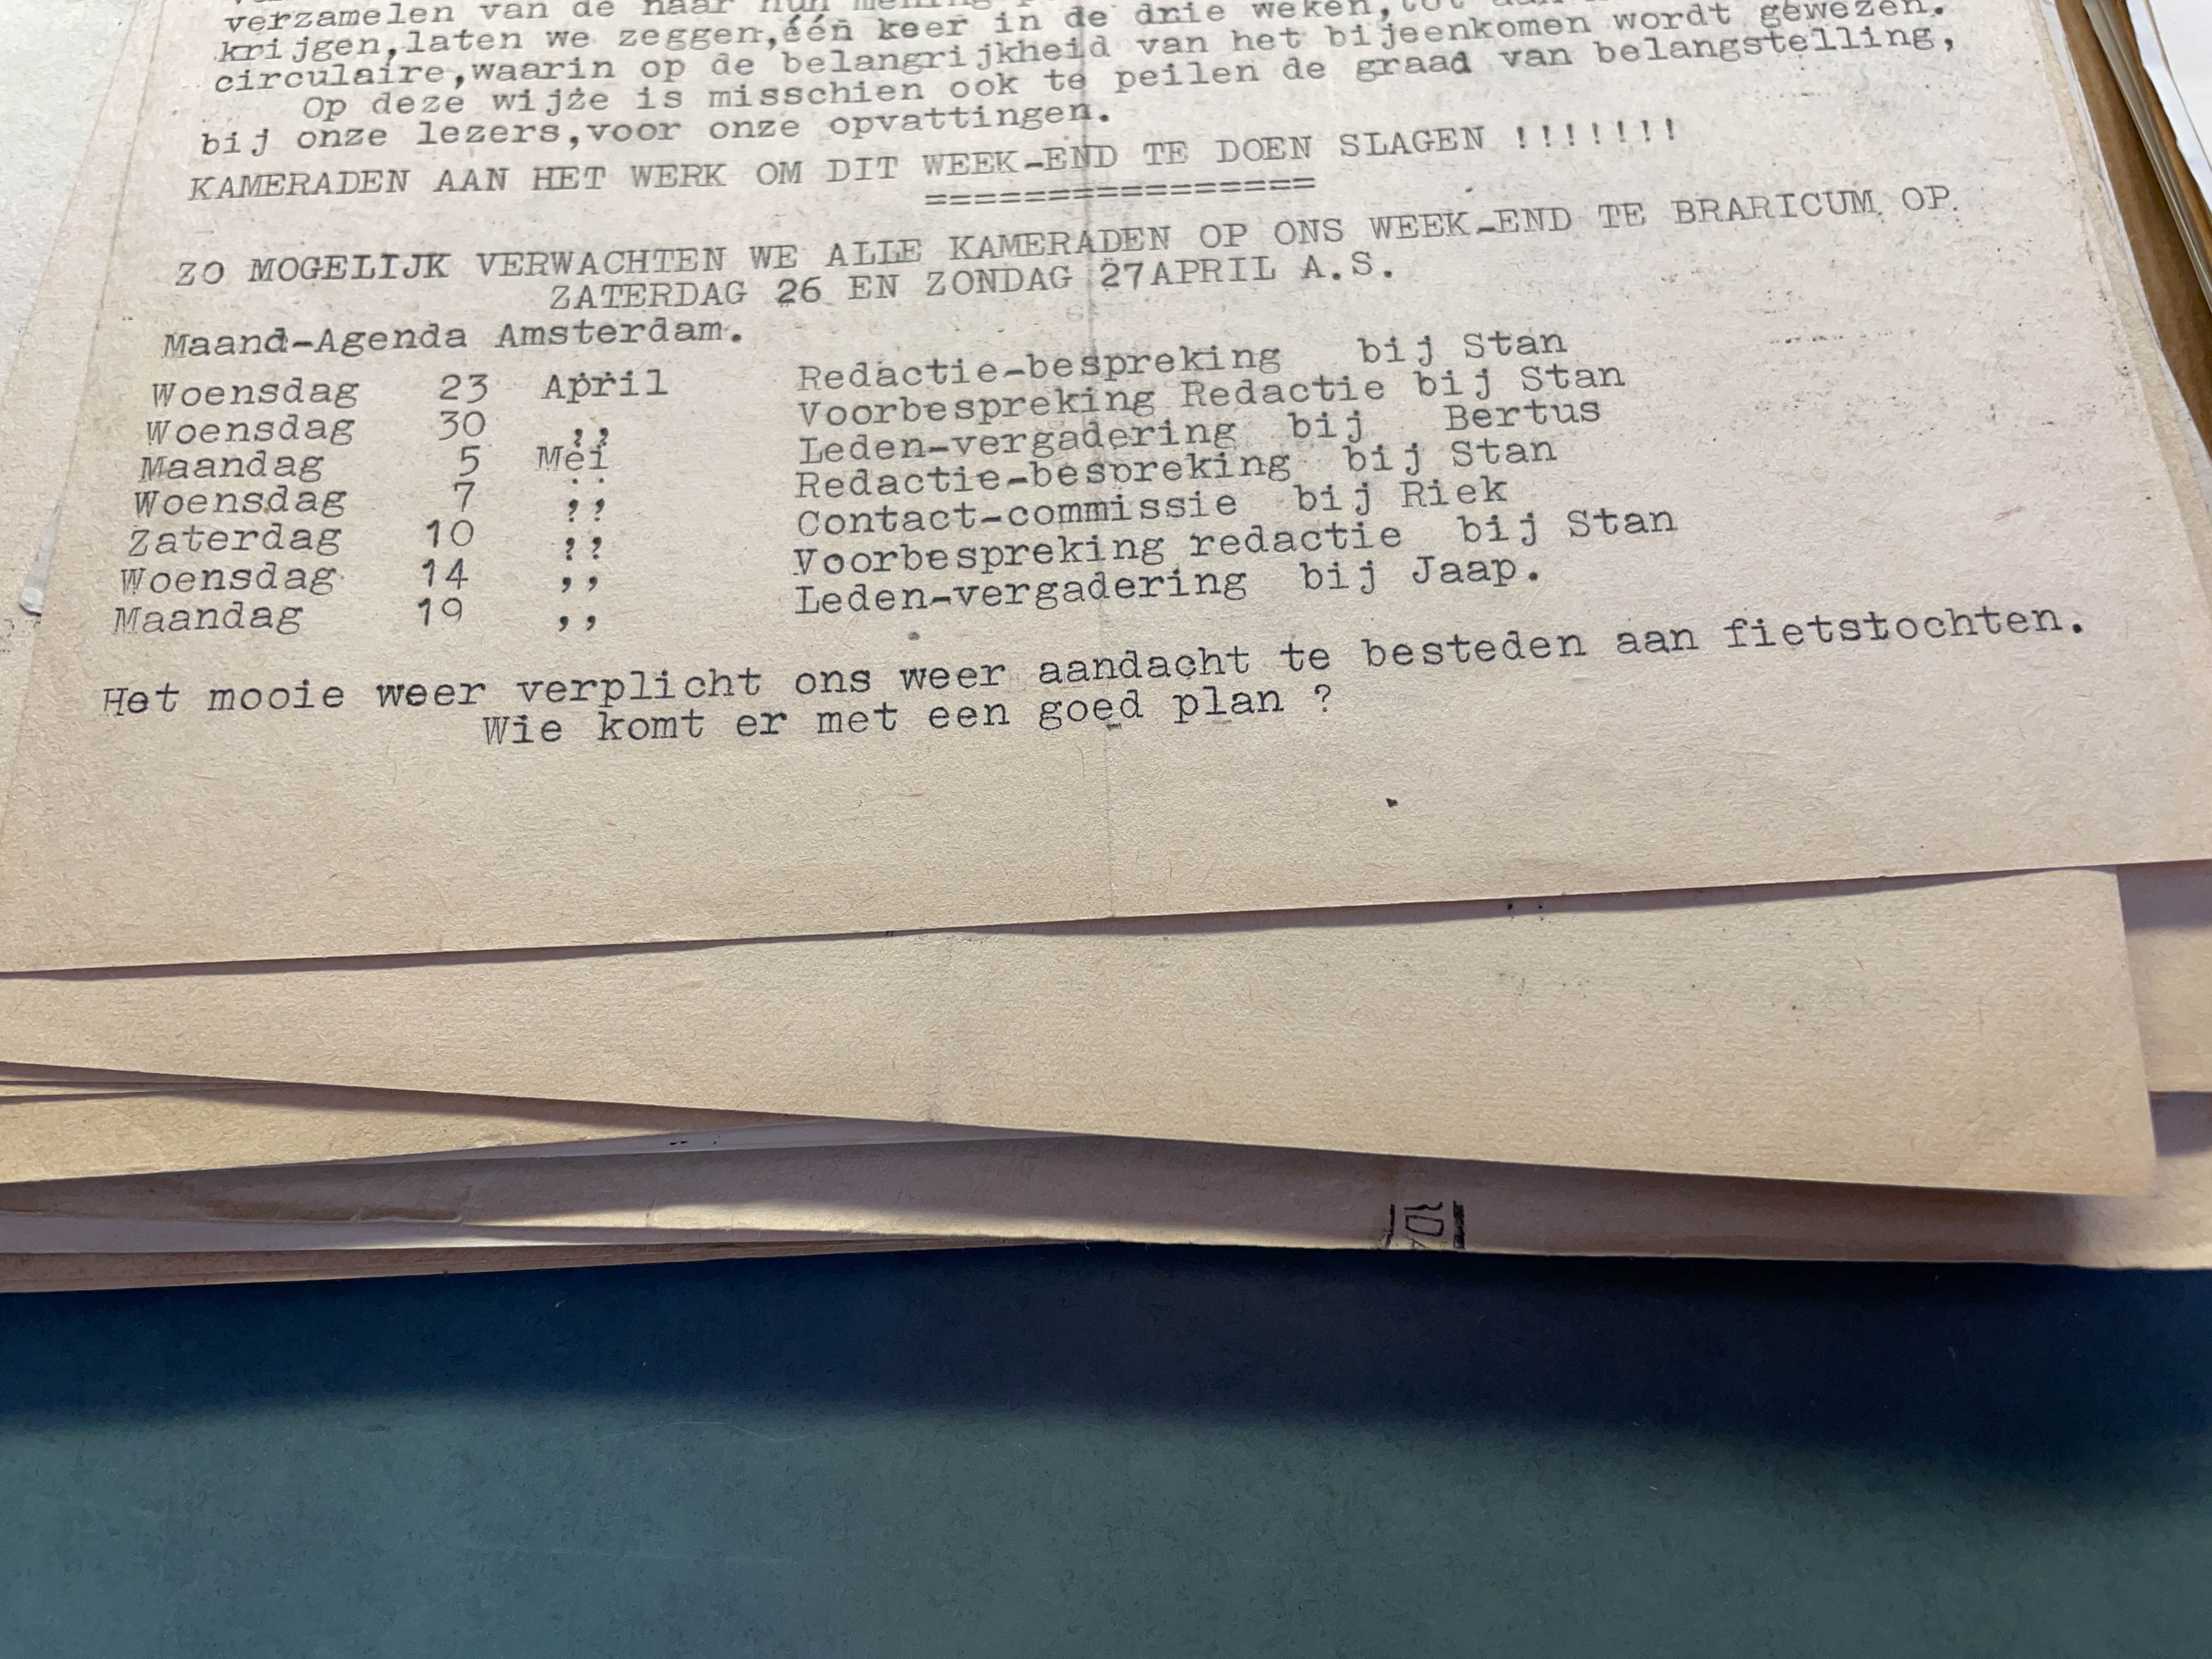 verzamelen van de naar hun mening
krijgen,laten we zeggen,één keer in de drie weken,
circulaire,waarin op de belangrijkheid van het bijeenkomen wordt gewezen.
Op deze wijze is misschien ook te peilen de graad van belangstelling,
bij onze lezers,voor onze opvattingen.
KAMERADEN AAN HET WERK OM DIT WEEK-END TE DOEN SLAGEN !!!!!!!
================
ZO MOGELIJK VERWACHTEN WE ALLE KAMERADEN OP ONS WEEK-END TE BRARICUM OP.
ZATERDAG 26 EN ZONDAG 27APRIL A.S.
Maand-Agenda Amsterdam.
Woensdag 23 April Redactie-bespreking bij Stan
Woensdag 30 ,, Voorbespreking Redactie bij Stan
Maandag 5 Mei Leden-vergadering bij Bertus
Woensdag 7 ,, Redactie-bespreking bij Stan
Zaterdag 10 ?? Contact-commissie bij Riek
Woensdag 14 ,, Voorbespreking redactie bij Stan
Maandag 19 ,, Leden-vergadering bij Jaap.
Het mooie weer verplicht ons weer aandacht te besteden aan fietstochten.
Wie komt er met een goed plan ?